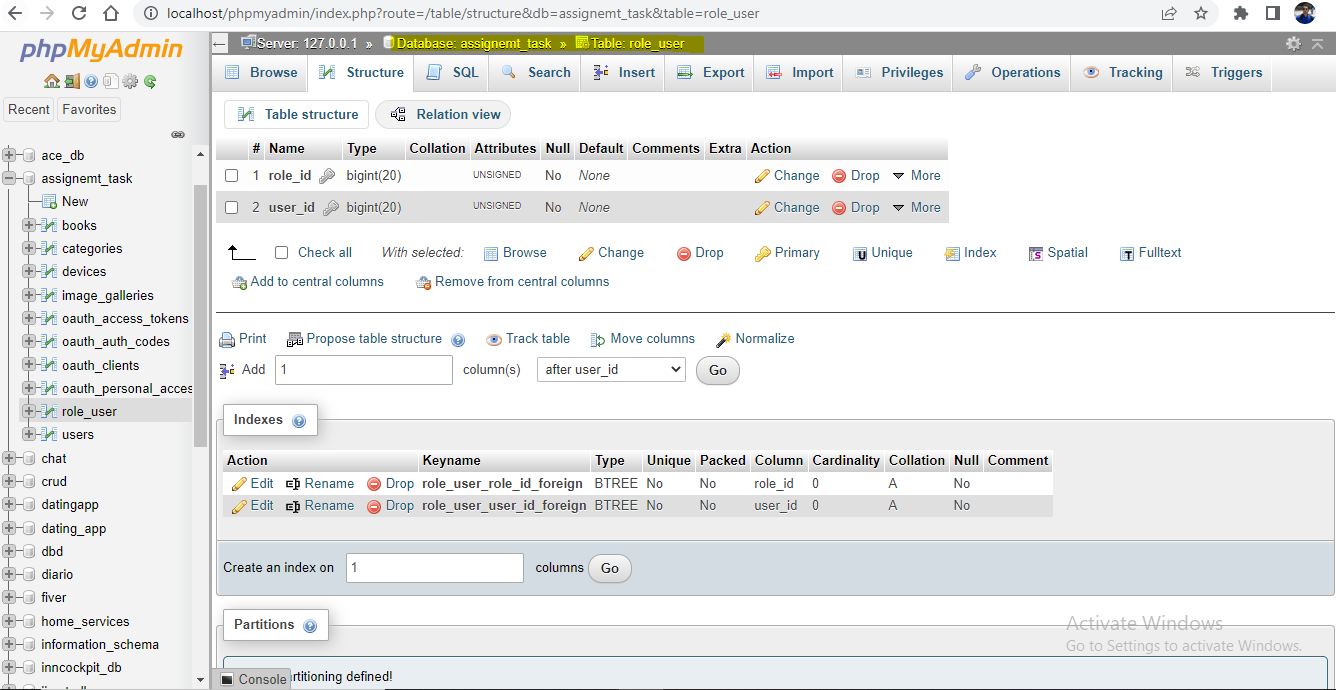 localhost/phpmyadmin/index.php?route=/table/structure&db=assignemt_task&table=role_user
phpMyAdmin
Recent Favorites
ace_db
assignemt_task
New
books
categories
devices
image_galleries
oauth_access_tokens
oauth_auth_codes
oauth_clients
oauth_personal_acces
role_user
users
chat
crud
datingapp
dating_app
dbd
diario
fiver
home_services
information_schema
inncockpit_db
Server: 127.0.0.1 » Database: assignemt_task » Table: role_user
Browse Structure SQL Search Insert Export Import Privileges Operations Tracking Triggers
Table structure Relation view
# Name Type Collation Attributes Null Default Comments Extra Action
1 role_id bigint(20) UNSIGNED No None Change Drop More
2 user_id bigint(20) UNSIGNED No None Change Drop More
Check all With selected: Browse Change Drop Primary Unique Index Spatial Fulltext
Add to central columns Remove from central columns
Print Propose table structure Track table Move columns Normalize
Add 1 column(s) after user_id Go
Indexes
Action Keyname Type Unique Packed Column Cardinality Collation Null Comment
Edit Rename Drop role_user_role_id_foreign BTREE No No role_id 0 A No
Edit Rename Drop role_user_user_id_foreign BTREE No No user_id 0 A No
Create an index on 1 columns Go
Partitions
Activate Windows
Go to Settings to activate Windows.
Console rtitioning defined!